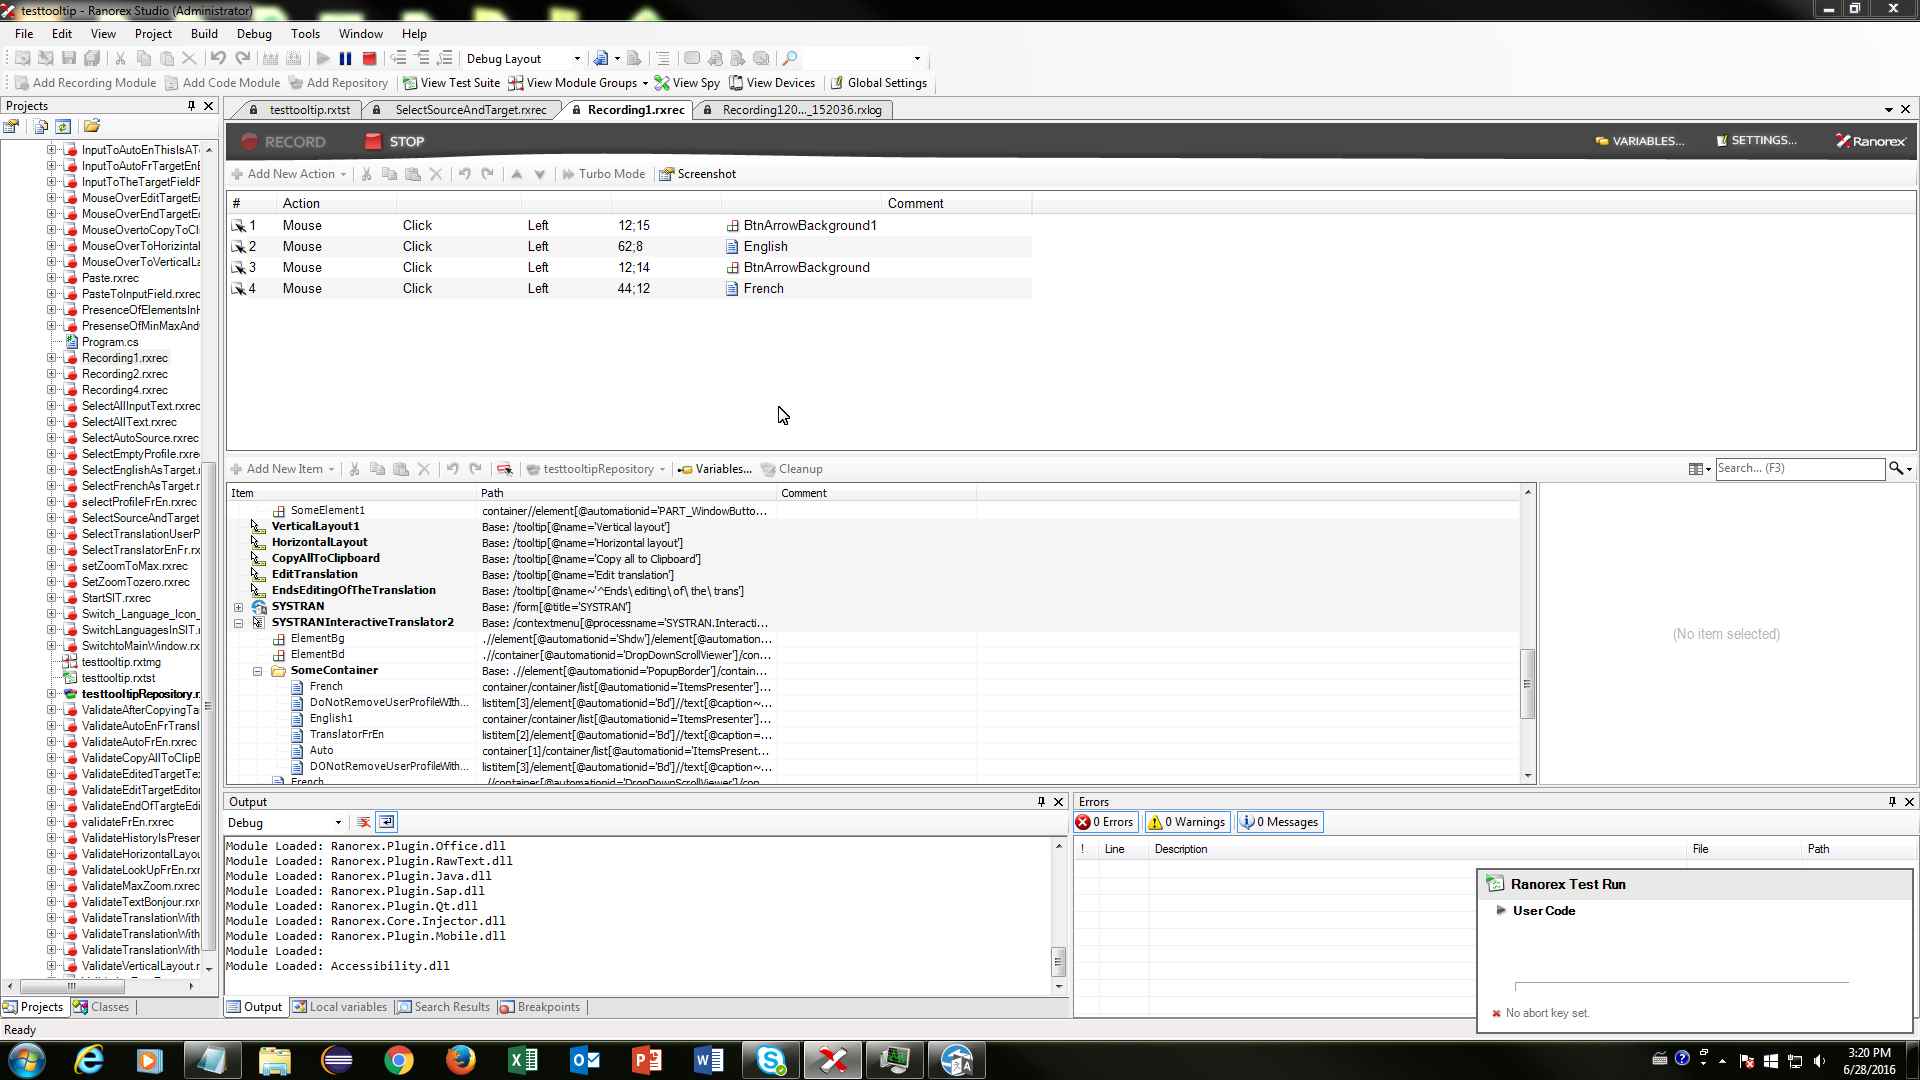 testtooltip - Ranorex Studio (Administrator)
File Edit View Project Build Debug Tools Window Help
Debug Layout
Add Recording Module Add Code Module Add Repository View Test Suite View Module Groups View Spy View Devices Global Settings
Projects
testtooltip.rxtst SelectSourceAndTarget.rxrec Recording1.rxrec Recording120..._152036.rxlog
RECORD STOP VARIABLES... SETTINGS... Ranorex
Add New Action Turbo Mode Screenshot
# Action Comment
1 Mouse Click Left 12;15 BtnArrowBackground1
2 Mouse Click Left 62;8 English
3 Mouse Click Left 12;14 BtnArrowBackground
4 Mouse Click Left 44;12 French
InputToAutoEnThisIsATe
InputToAutoFrTargetEnE
InputToTheTargetFieldF
MouseOverEditTargetEd
MouseOverEndTargetEd
MouseOvertoCopyToCl
MouseOverToHorizintal
MouseOverToVerticalLa
Paste.rxrec
PasteToInputField.rxrec
PresenceOfElementsInH
PresenseOfMinMaxAnd
Program.cs
Recording1.rxrec
Recording2.rxrec
Recording4.rxrec
SelectAllInputText.rxrec
SelectAllText.rxrec
SelectAutoSource.rxrec
SelectEmptyProfile.rxre
SelectEnglishAsTarget.r
SelectFrenchAsTarget.r
selectProfileFrEn.rxrec
SelectSourceAndTarget
SelectTranslationUserP
SelectTranslatorEnFr.rx
setZoomToMax.rxrec
SetZoomTozero.rxrec
StartSIT.rxrec
Switch_Language_Icon_
SwitchLanguagesInSIT.r
SwitchtoMainWindow.rx
testtooltip.rxtmg
testtooltip.rxtst
testtooltipRepository.r
ValidateAfterCopyingTa
ValidateAutoEnFrTransl
ValidateAutoFrEn.rxrec
ValidateCopyAllToClipB
ValidateEditedTargetTe
ValidateEditTargetEditor
ValidateEndOfTargteEdi
validateFrEn.rxrec
ValidateHistoryIsPreser
ValidateHorizontalLayou
ValidateLookUpFrEn.rx
ValidateMaxZoom.rxrec
ValidateTextBonjour.rxr
ValidateTranslationWith
ValidateTranslationWith
ValidateTranslationWith
ValidateVerticalLayout.r
Projects Classes
Add New Item testtooltipRepository Variables... Cleanup Search... (F3)
Item Path Comment
SomeElement1 container//element[@automationid='PART_WindowButto...
VerticalLayout1 Base: /tooltip[@name='Vertical layout']
HorizontalLayout Base: /tooltip[@name='Horizontal layout']
CopyAllToClipboard Base: /tooltip[@name='Copy all to Clipboard']
EditTranslation Base: /tooltip[@name='Edit translation']
EndsEditingOfTheTranslation Base: /tooltip[@name~'^Ends\ editing\ of\ the\ trans']
SYSTRAN Base: /form[@title='SYSTRAN']
SYSTRANInteractiveTranslator2 Base: /contextmenu[@processname='SYSTRAN.Interacti...
ElementBg .//element[@automationid='Shdw']/element[@automation...
ElementBd .//container[@automationid='DropDownScrollViewer']/con...
SomeContainer Base: .//element[@automationid='PopupBorder']/contain...
French container/container/list[@automationid='ItemsPresenter']...
DoNotRemoveUserProfileWith... listitem[3]/element[@automationid='Bd']//text[@caption~...
English1 container/container/list[@automationid='ItemsPresenter']...
TranslatorFrEn listitem[2]/element[@automationid='Bd']//text[@caption=...
Auto container[1]/container/list[@automationid='ItemsPresent...
DONotRemoveUserProfileWith... listitem[3]/element[@automationid='Bd']//text[@caption~...
French .//container[@automationid='DropDownScrollViewer']/con...
(No item selected)
Output
Debug
Module Loaded: Ranorex.Plugin.Office.dll
Module Loaded: Ranorex.Plugin.RawText.dll
Module Loaded: Ranorex.Plugin.Java.dll
Module Loaded: Ranorex.Plugin.Sap.dll
Module Loaded: Ranorex.Plugin.Qt.dll
Module Loaded: Ranorex.Core.Injector.dll
Module Loaded: Ranorex.Plugin.Mobile.dll
Module Loaded:
Module Loaded: Accessibility.dll
Output Local variables Search Results Breakpoints
Errors
0 Errors 0 Warnings 0 Messages
! Line Description File Path
Ranorex Test Run
User Code
No abort key set.
Ready
3:20 PM
6/28/2016